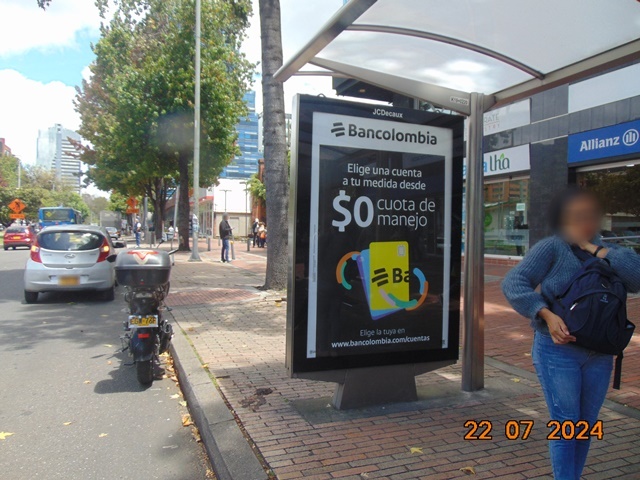 JCDecaux
Bancolombia
Elige una cuenta
a tu medida desde
$0 cuota de
manejo
Ba
Elige la tuya en
www.bancolombia.com/cuentas
lho
Allianz
22 07 2024